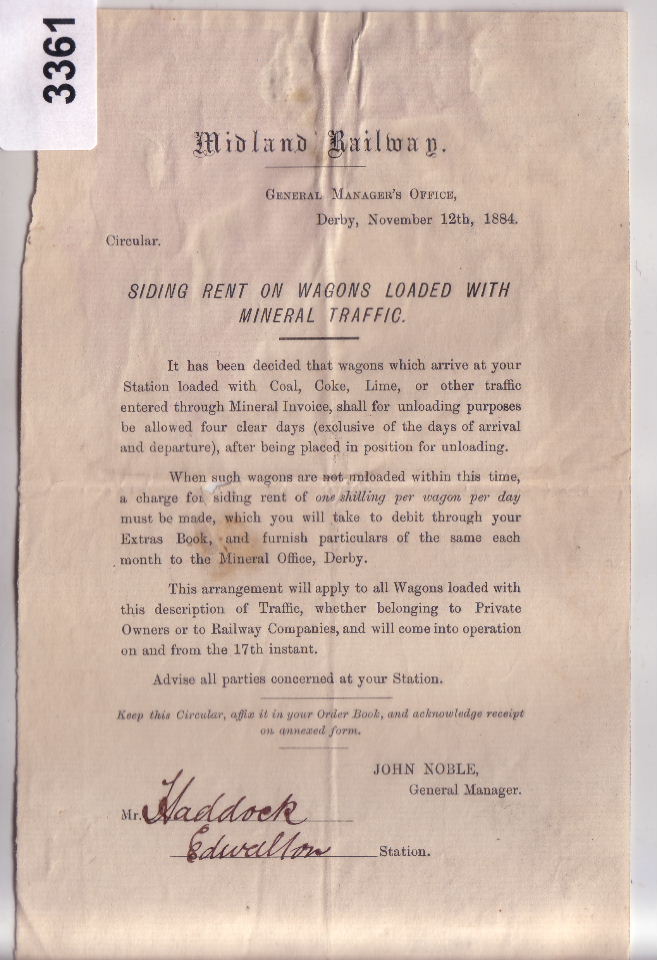 3361
Midland Railway.
GENERAL MANAGER'S OFFICE,
Derby, November 12th, 1884.
Circular.
SIDING RENT ON WAGONS LOADED WITH
MINERAL TRAFFIC.
It has been decided that wagons which arrive at your
Station loaded with Coal, Coke, Lime, or other traffic
entered through Mineral Invoice, shall for unloading purposes
be allowed four clear days (exclusive of the days of arrival
and departure), after being placed in position for unloading.
When such wagons are not unloaded within this time,
a charge for siding rent of one shilling per wagon per day
must be made, which you will take to debit through your
Extras Book, and furnish particulars of the same each
month to the Mineral Office, Derby.
This arrangement will apply to all Wagons loaded with
this description of Traffic, whether belonging to Private
Owners or to Railway Companies, and will come into operation
on and from the 17th instant.
Advise all parties concerned at your Station.
Keep this Circular, affix it in your Order Book, and acknowledge receipt
on annexed form.
JOHN NOBLE,
General Manager.
Mr. Haddock
Edwalton Station.